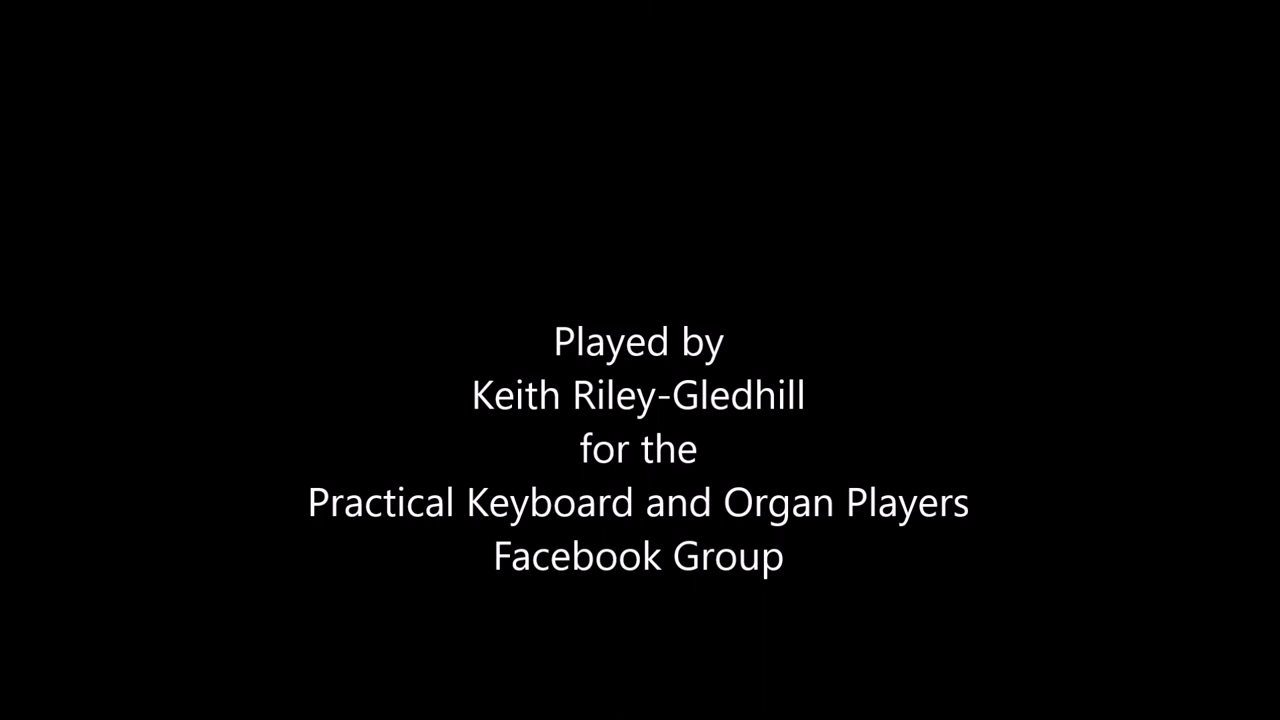 Played by
Keith Riley-Gledhill
for the
Practical Keyboard and Organ Players
Facebook Group